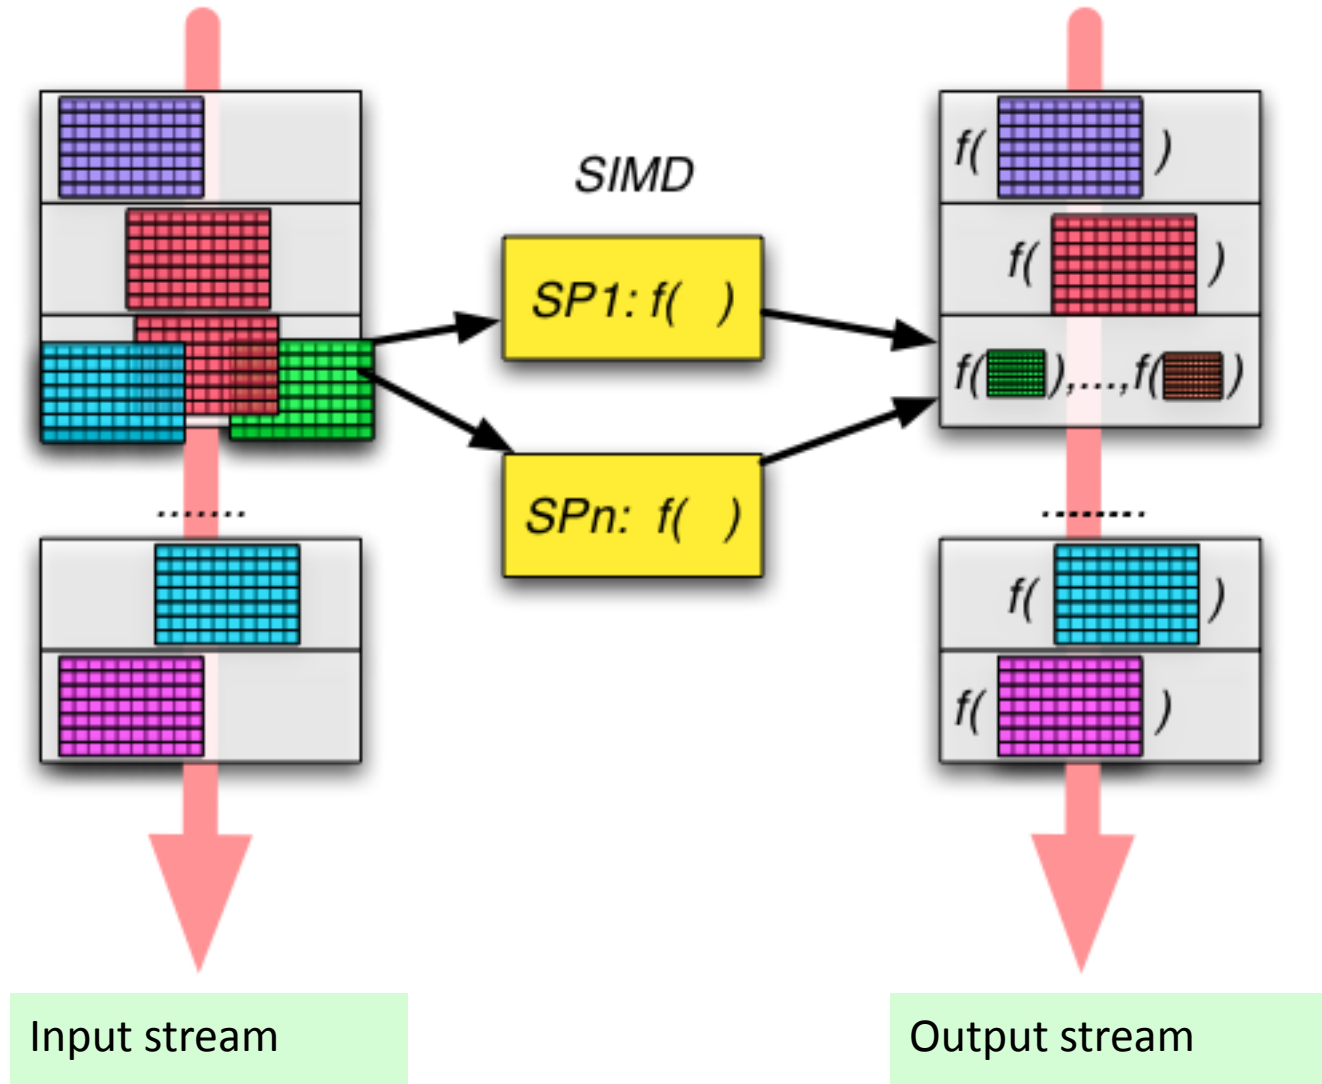 SIMD
SP1: f( )
SPn: f( )
.......
f( )
f( )
f( ),...,f( )
........
f( )
f( )
Input stream
Output stream